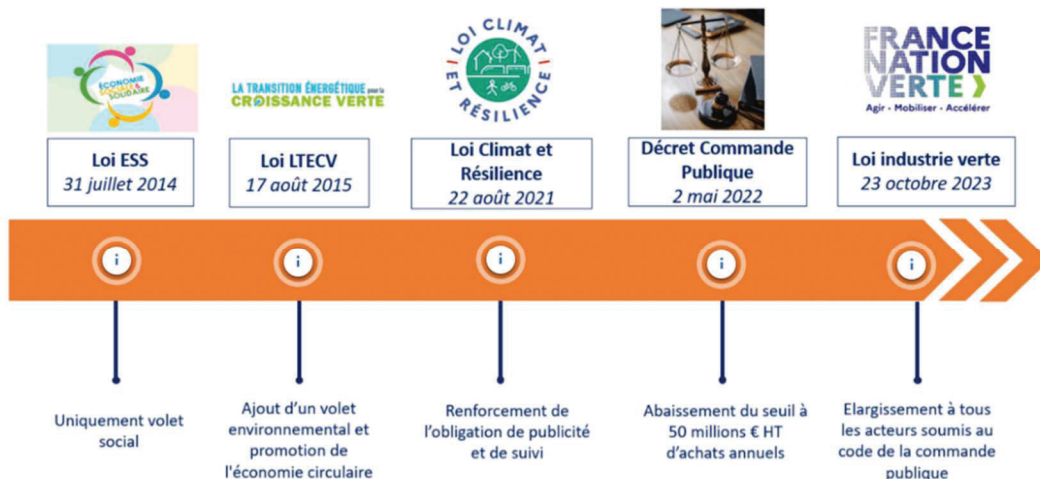 ÉCONOMIE
SOCIALE &
SOLIDAIRE
LA TRANSITION ÉNERGÉTIQUE pour la
CROISSANCE VERTE
LOI CLIMAT
ET RÉSILIENCE
FRANCE
NATION
VERTE
Agir • Mobiliser • Accélérer
Loi ESS
31 juillet 2014
Loi LTECV
17 août 2015
Loi Climat et
Résilience
22 août 2021
Décret Commande
Publique
2 mai 2022
Loi industrie verte
23 octobre 2023
i
i
i
i
i
Uniquement volet
social
Ajout d'un volet
environnemental et
promotion de
l'économie circulaire
Renforcement de
l'obligation de publicité
et de suivi
Abaissement du seuil à
50 millions € HT
d'achats annuels
Elargissement à tous
les acteurs soumis au
code de la commande
publique